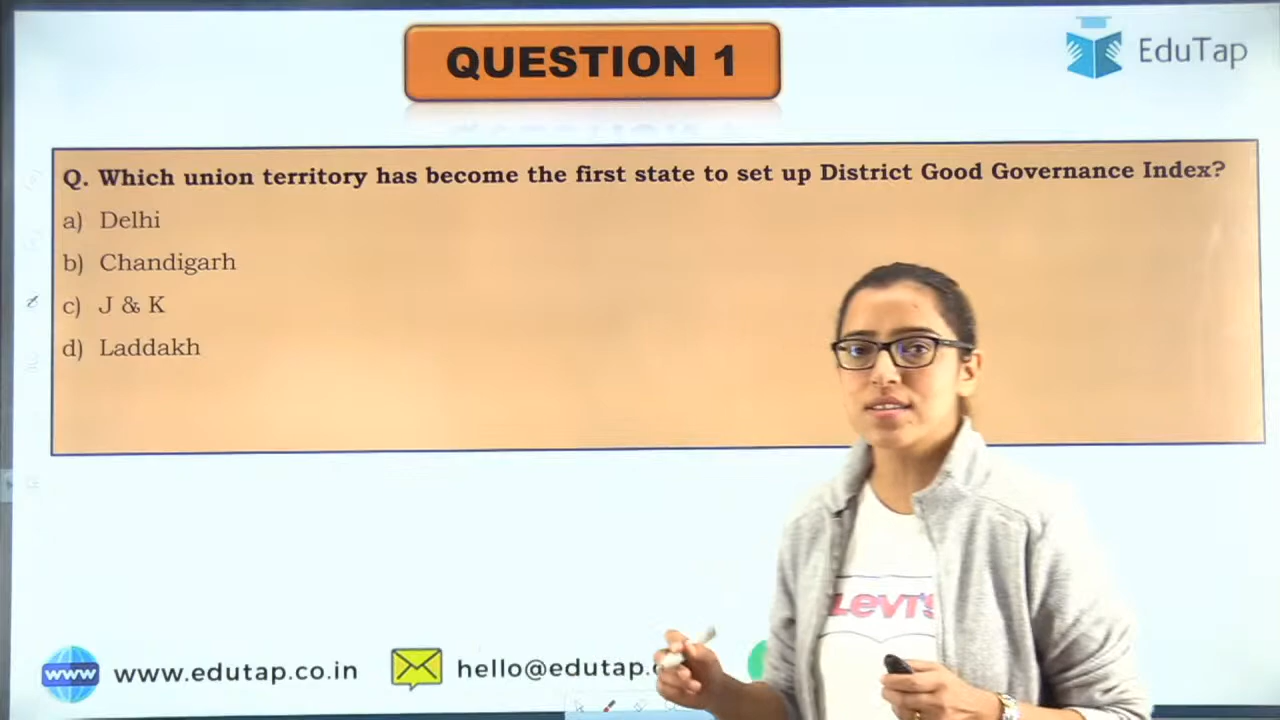 QUESTION 1
EduTap
Q. Which union territory has become the first state to set up District Good Governance Index?
a) Delhi
b) Chandigarh
c) J & K
d) Laddakh
LEVI'S
www www.edutap.co.in hello@edutap.c